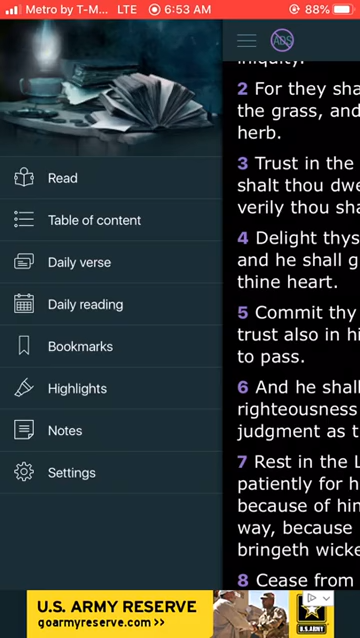 Metro by T-M... LTE 6:53 AM 88%
ADS
iniquity.
2 For they sha
the grass, and
herb.
Read
3 Trust in the
shalt thou dwe
verily thou sha
Table of content
4 Delight thys
and he shall g
thine heart.
Daily verse
Daily reading
5 Commit thy
trust also in hi
to pass.
Bookmarks
6 And he shall
righteousness
judgment as t
Highlights
Notes
7 Rest in the L
patiently for h
because of him
way, because
bringeth wicke
Settings
8 Cease from
U.S. ARMY RESERVE
goarmyreserve.com >>
U.S.ARMY